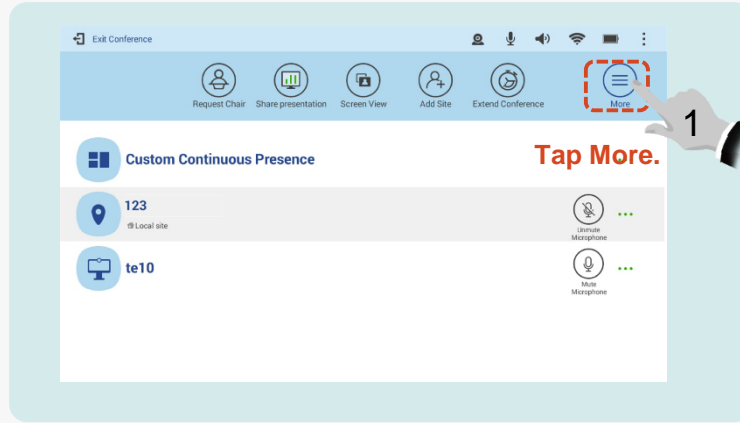 Exit Conference
Request Chair
Share presentation
Screen View
Add Site
Extend Conference
More
1
Custom Continuous Presence
Tap More.
123
Local site
Unmute
Microphone
te10
Mute
Microphone